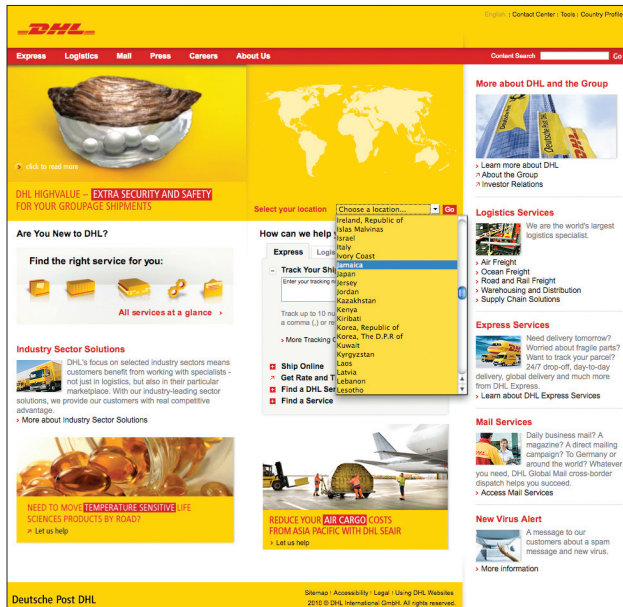 English | Contact Center | Tools | Country Profile
DHL
Express Logistics Mail Press Careers About Us
Content Search Go
click to read more
DHL HIGHVALUE – EXTRA SECURITY AND SAFETY
FOR YOUR GROUPAGE SHIPMENTS
Select your location Choose a location... Go
Ireland, Republic of
Islas Malvinas
Israel
Italy
Ivory Coast
Jamaica
Japan
Jersey
Jordan
Kazakhstan
Kenya
Kiribati
Korea, Republic of
Korea, The D.P.R of
Kuwait
Kyrgyzstan
Laos
Latvia
Lebanon
Lesotho
Are You New to DHL?
Find the right service for you:
All services at a glance
Industry Sector Solutions
DHL's focus on selected industry sectors means
customers benefit from working with specialists -
not just in logistics, but also in their particular
marketplace. With our industry-leading sector
solutions, we provide our customers with real competitive
advantage.
More about Industry Sector Solutions
How can we help y
Express Logis
Track Your Ship
Enter your tracking n
Track up to 10 nu
a comma (,) or re
More Tracking O
Ship Online
Get Rate and T
Find a DHL Ser
Find a Service
NEED TO MOVE TEMPERATURE SENSITIVE LIFE
SCIENCES PRODUCTS BY ROAD?
Let us help
REDUCE YOUR AIR CARGO COSTS
FROM ASIA PACIFIC WITH DHL SEAIR
Let us help
More about DHL and the Group
Deutsche Post DHL
Learn more about DHL
About the Group
Investor Relations
Logistics Services
We are the world's largest
logistics specialist.
Air Freight
Ocean Freight
Road and Rail Freight
Warehousing and Distribution
Supply Chain Solutions
Express Services
Need delivery tomorrow?
Worried about fragile parts?
Want to track your parcel?
24/7 drop-off, day-to-day
delivery, global delivery and much more
from DHL Express.
Learn about DHL Express Services
Mail Services
Daily business mail? A
magazine? A direct mailing
campaign? To Germany or
around the world? Whatever
you need, DHL Global Mail cross-border
dispatch helps you succeed.
Access Mail Services
New Virus Alert
A message to our
customers about a spam
message and new virus.
More information
Deutsche Post DHL
Sitemap | Accessibility | Legal | Using DHL Websites
2010 © DHL International GmbH. All rights reserved.